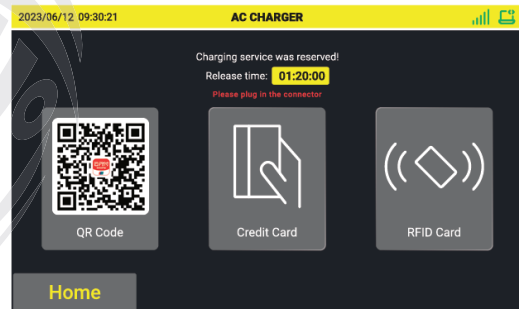 2023/06/12 09:30:21
AC CHARGER
Charging service was reserved!
Release time: 01:20:00
Please plug in the connector
QR Code
Credit Card
RFID Card
Home